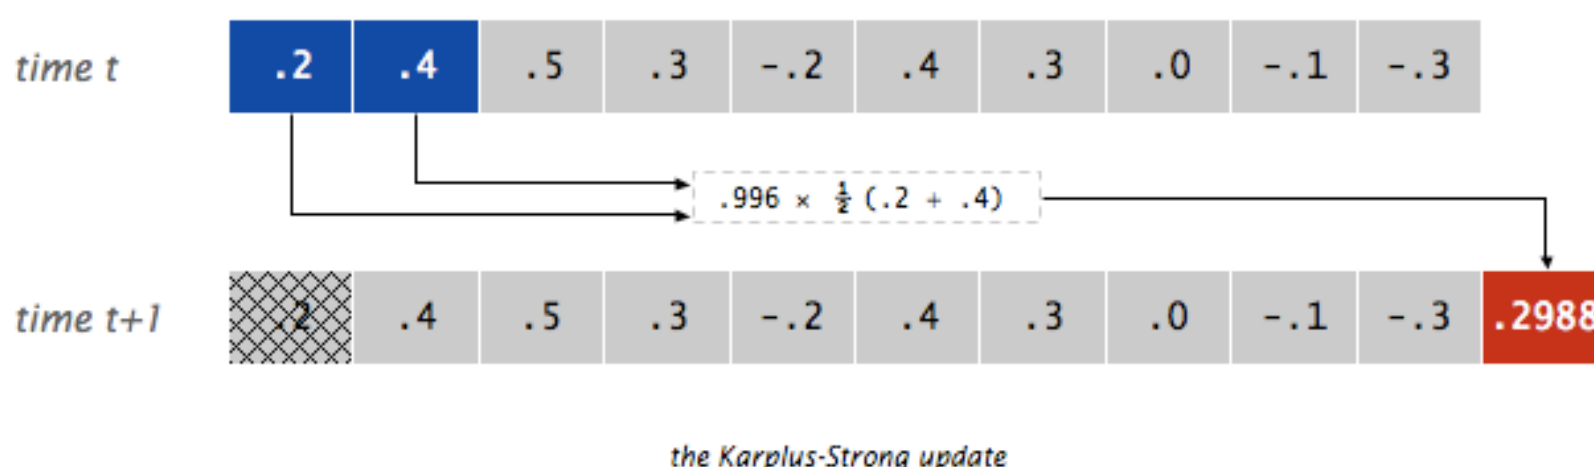 time t .2 .4 .5 .3 -.2 .4 .3 .0 -.1 -.3
.996 × ½ (.2 + .4)
time t+1 .2 .4 .5 .3 -.2 .4 .3 .0 -.1 -.3 .2988
the Karplus-Strong update